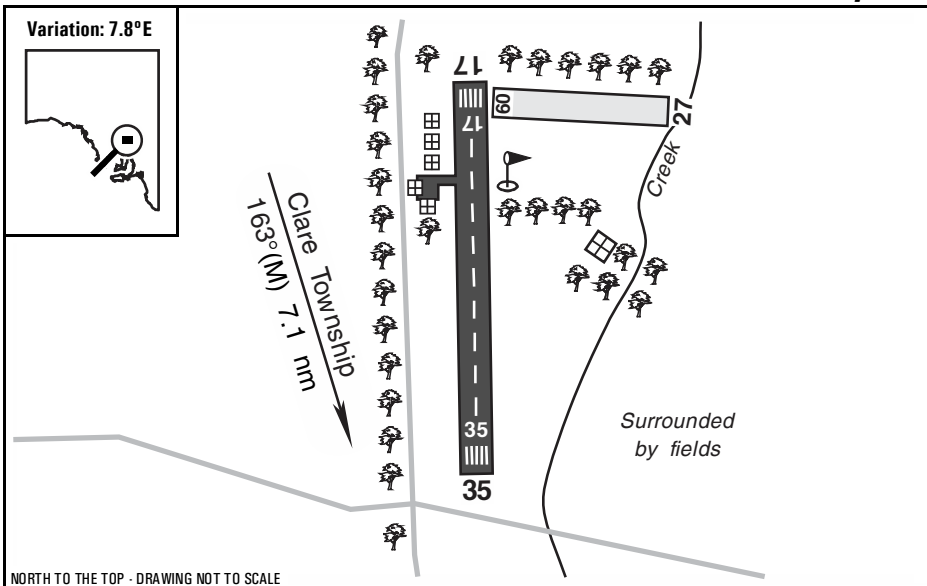 Variation: 7.8°E
17
17
09
27
Creek
Clare Township
163°(M) 7.1 nm
Surrounded
by fields
35
35
NORTH TO THE TOP - DRAWING NOT TO SCALE